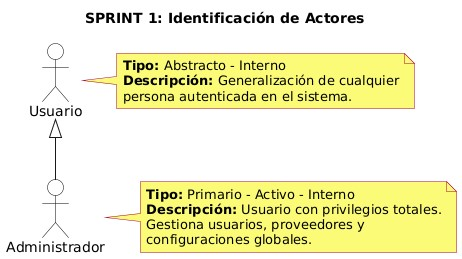 SPRINT 1: Identificación de Actores
Tipo: Abstracto - Interno
Descripción: Generalización de cualquier
persona autenticada en el sistema.
Usuario
Tipo: Primario - Activo - Interno
Descripción: Usuario con privilegios totales.
Gestiona usuarios, proveedores y
configuraciones globales.
Administrador